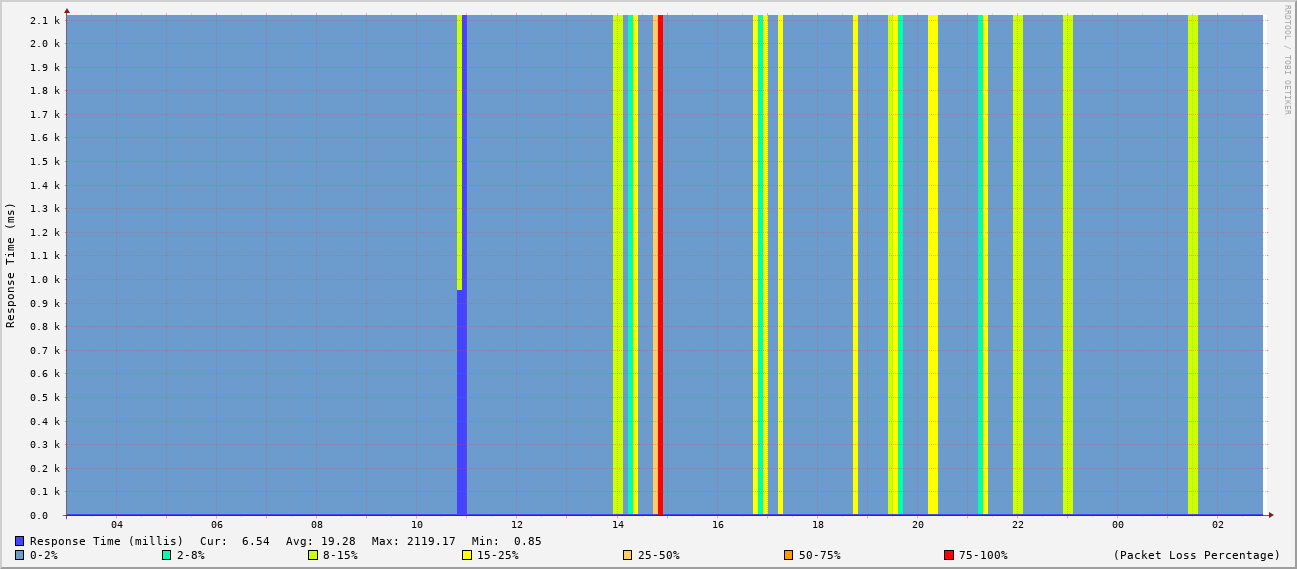 2.1 k
2.0 k
1.9 k
1.8 k
1.7 k
1.6 k
1.5 k
1.4 k
1.3 k
1.2 k
1.1 k
1.0 k
0.9 k
0.8 k
0.7 k
0.6 k
0.5 k
0.4 k
0.3 k
0.2 k
0.1 k
0.0
Response Time (ms)
RRDTOOL / TOBI OETIKER
04 06 08 10 12 14 16 18 20 22 00 02
Response Time (millis) Cur: 6.54 Avg: 19.28 Max: 2119.17 Min: 0.85
0-2% 2-8% 8-15% 15-25% 25-50% 50-75% 75-100% (Packet Loss Percentage)